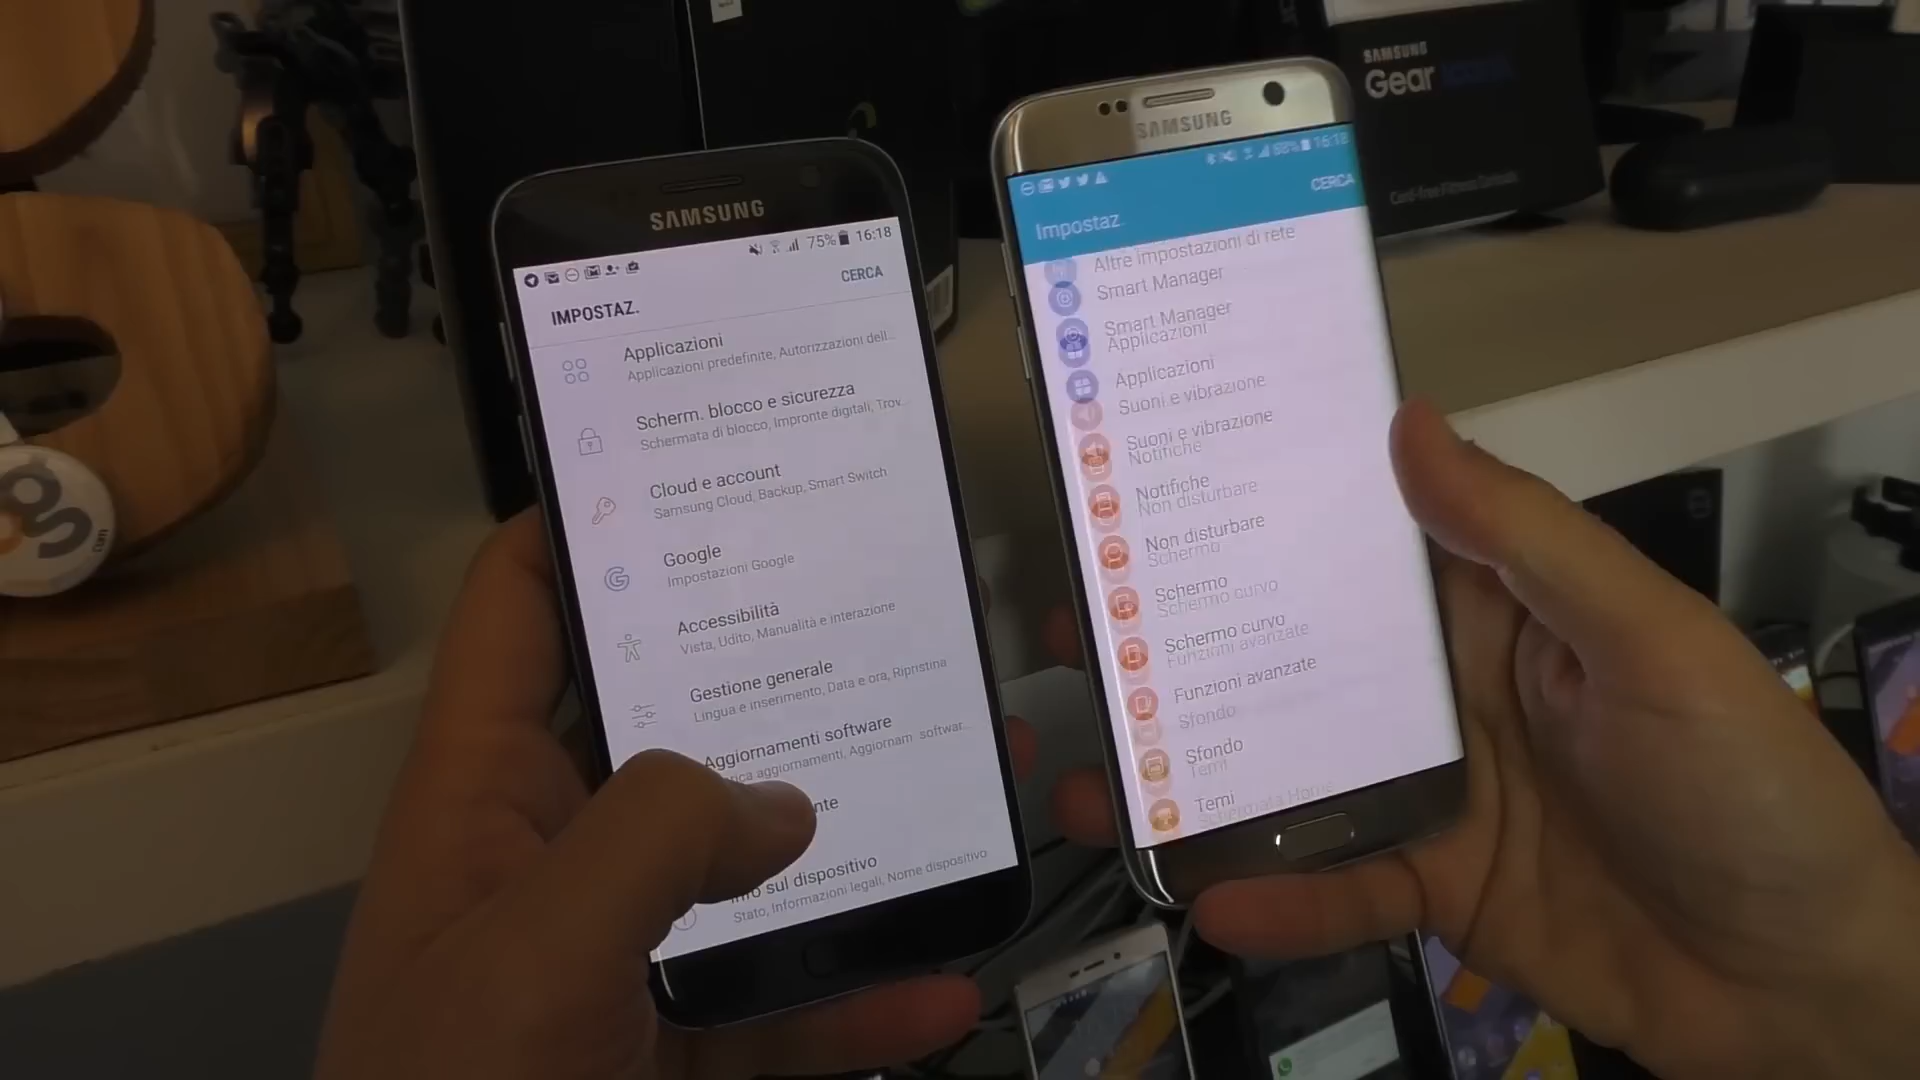 SAMSUNG
75% 16:18
CERCA
IMPOSTAZ.
Applicazioni
Applicazioni predefinite, Autorizzazioni dell...
Scherm. blocco e sicurezza
Schermata di blocco, Impronte digitali, Trov...
Cloud e account
Samsung Cloud, Backup, Smart Switch
Google
Impostazioni Google
Accessibilità
Vista, Udito, Manualità e interazione
Gestione generale
Lingua e inserimento, Data e ora, Ripristina
Aggiornamenti software
aggiornamenti, Aggiornam softwar...
nte
sul dispositivo
Stato, Informazioni legali, Nome dispositivo
SAMSUNG
16:18
CERCA
Impostaz.
Altre impostazioni di rete
Smart Manager
Smart Manager
Applicazioni
Applicazioni
Suoni e vibrazione
Suoni e vibrazione
Notifiche
Notifiche
Non disturbare
Non disturbare
Schermo
Schermo
Schermo curvo
Schermo curvo
Funzioni avanzate
Funzioni avanzate
Sfondo
Sfondo
Temi
Temi
Schermata Home
SAMSUNG
Gear